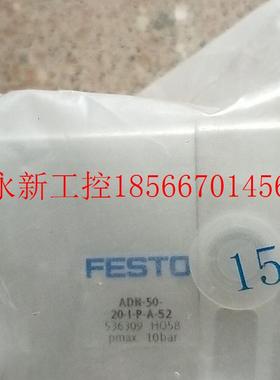 永新工控18566701456
FESTO
15
ADN-50-
20-I-P-A-S2
536309 H058
pmax 10bar